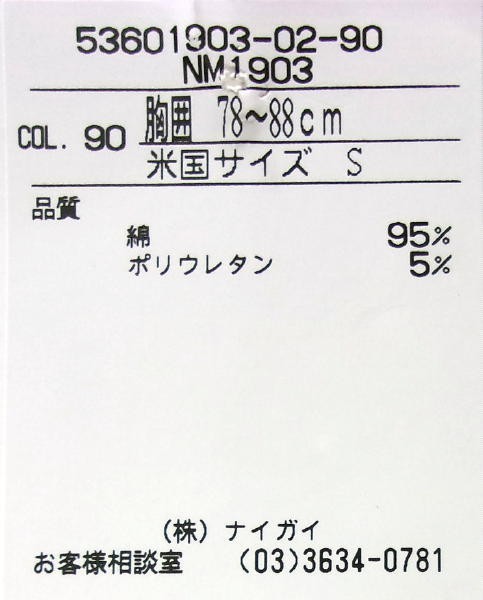 53601903-02-90
NM1903
COL. 90 胸囲 78~88cm
米国サイズ S
品質
綿 95%
ポリウレタン 5%
(株) ナイガイ
お客様相談室 (03)3634-0781